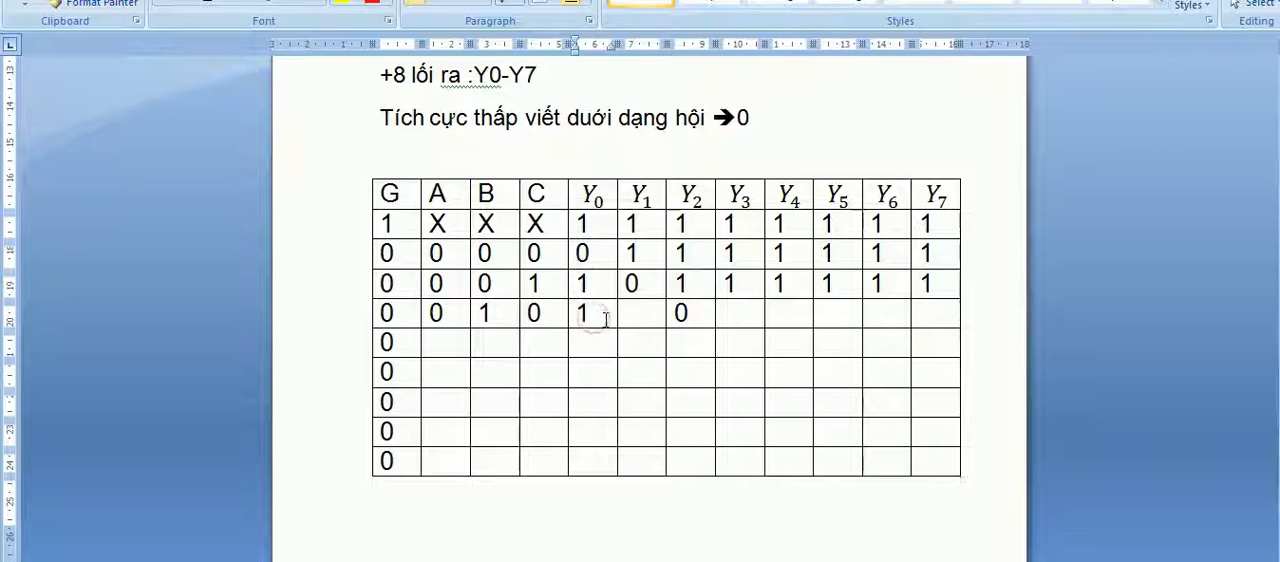 Format Painter
Styles
Select
Clipboard
Font
Paragraph
Styles
Editing
+8 lối ra :Y0-Y7
Tích cực thấp viết duới dạng hội ➔0
G A B C Y0 Y1 Y2 Y3 Y4 Y5 Y6 Y7
1 X X X 1 1 1 1 1 1 1 1
0 0 0 0 0 1 1 1 1 1 1 1
0 0 0 1 1 0 1 1 1 1 1 1
0 0 1 0 1 0
0
0
0
0
0